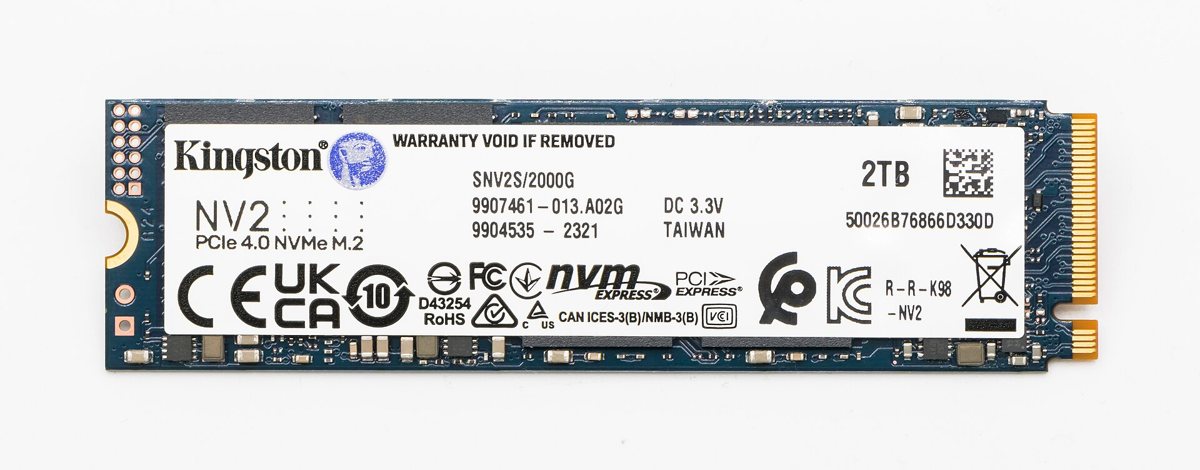 Kingston®
WARRANTY VOID IF REMOVED
NV2
PCIe 4.0 NVMe M.2
SNV2S/2000G
9907461-013.A02G
9904535 - 2321
DC 3.3V
TAIWAN
2TB
50026B76866D330D
CE
UK
CA
10
D43254
RoHS
FC
nvm
EXPRESS®
PCI
EXPRESS®
C US
CAN ICES-3(B)/NMB-3(B)
VCI
KC
R-R-K98
-NV2